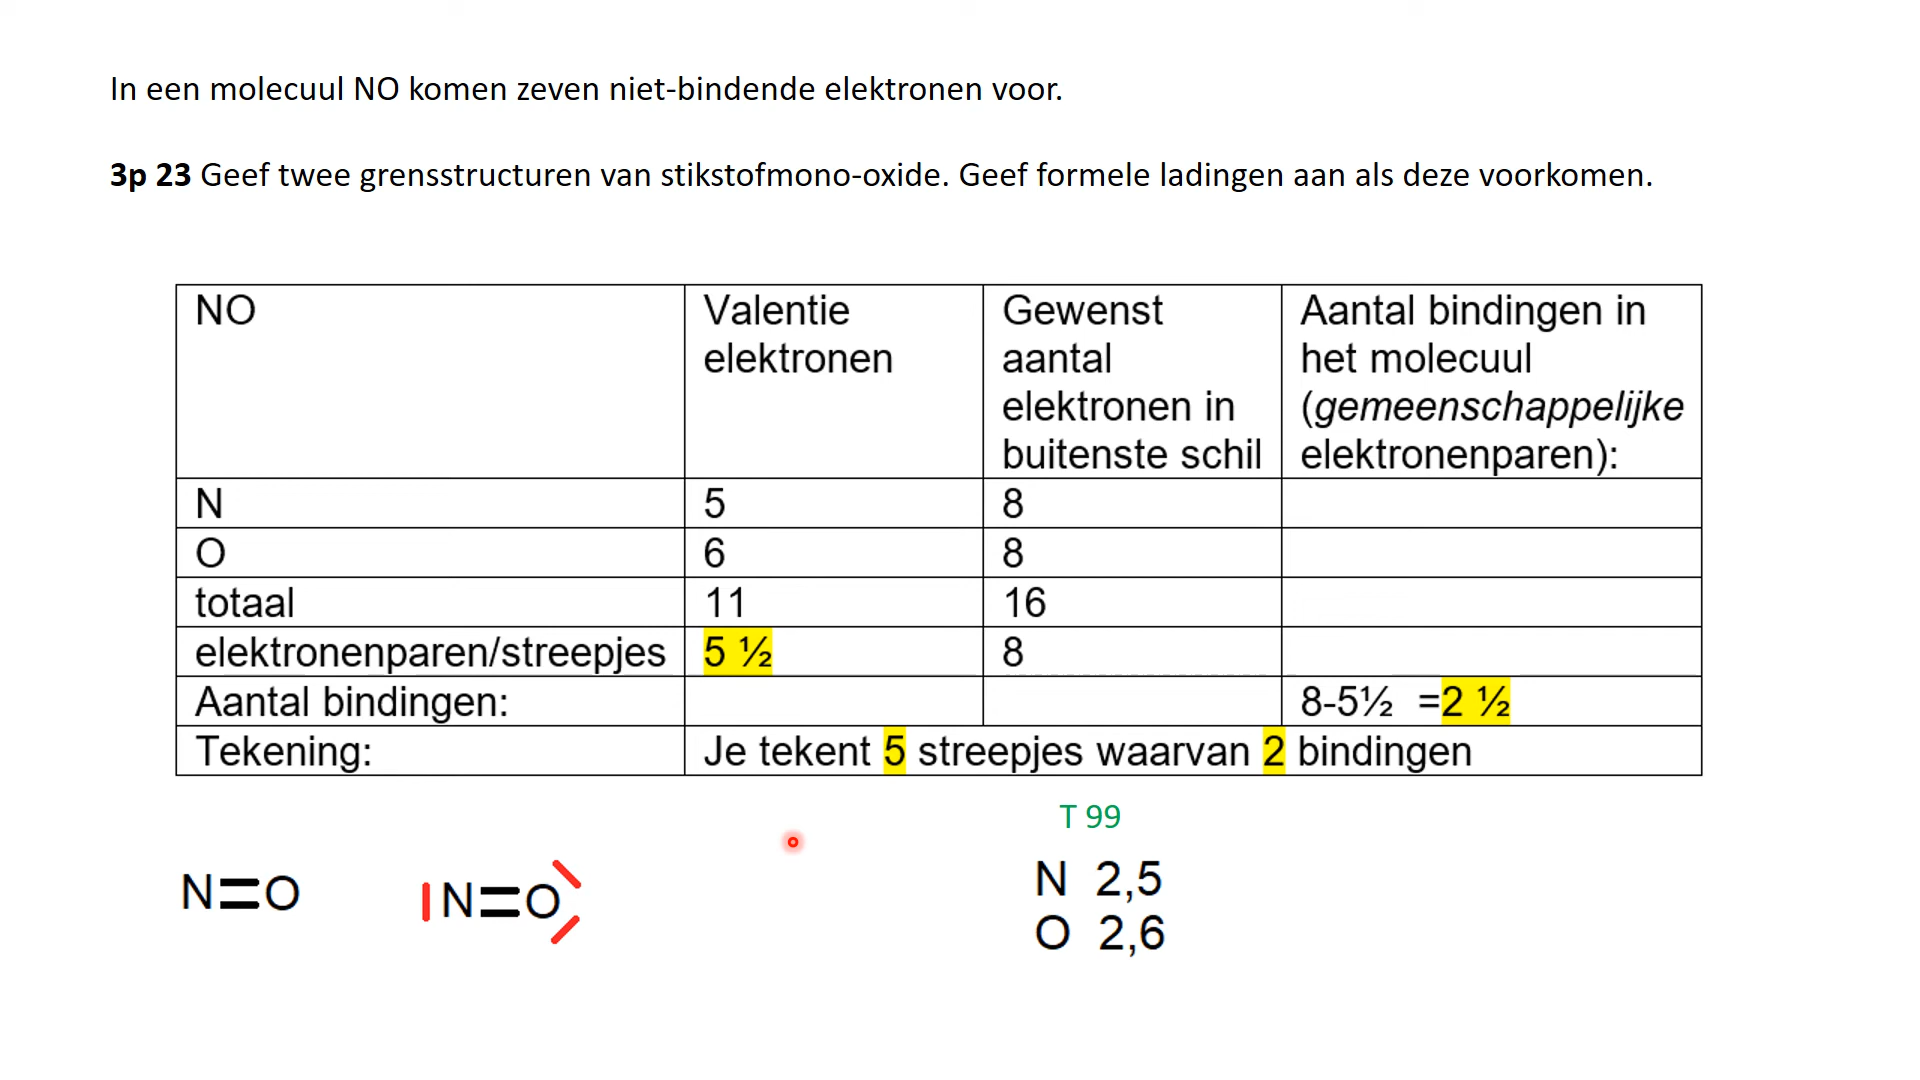 In een molecuul NO komen zeven niet-bindende elektronen voor.
3p 23 Geef twee grensstructuren van stikstofmono-oxide. Geef formele ladingen aan als deze voorkomen.
NO Valentie elektronen Gewenst aantal elektronen in buitenste schil Aantal bindingen in het molecuul (gemeenschappelijke elektronenparen):
N 5 8
O 6 8
totaal 11 16
elektronenparen/streepjes 5 ½ 8
Aantal bindingen: 8-5½ =2 ½
Tekening: Je tekent 5 streepjes waarvan 2 bindingen
T 99
N=O |N=O
N 2,5
O 2,6